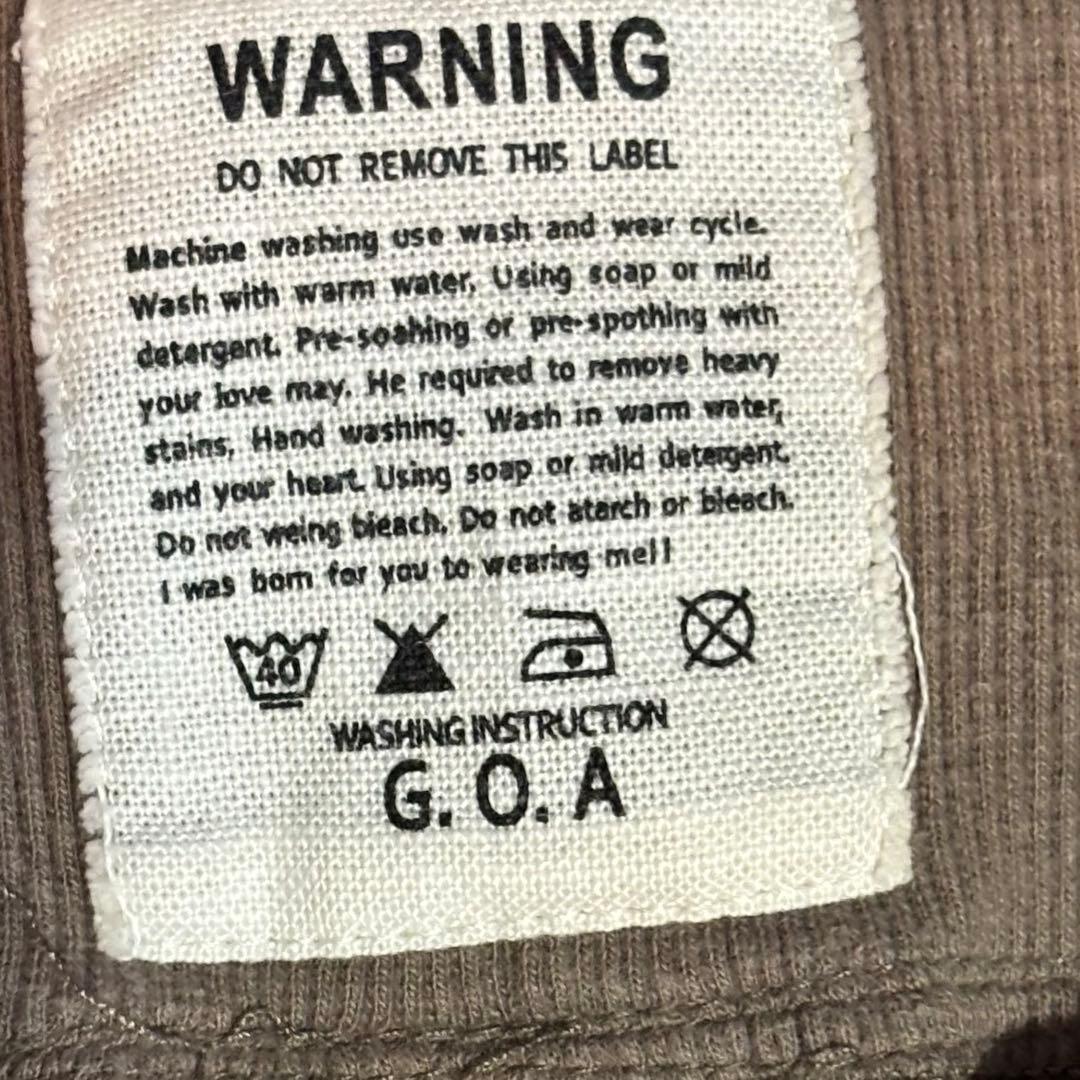 WARNING
DO NOT REMOVE THIS LABEL
Machine washing use wash and wear cycle.
Wash with warm water, Using soap or mild
detergent. Pre-soahing or pre-spothing with
your love may. He required to remove heavy
stains, Hand washing. Wash in warm water,
and your heart. Using soap or mild detergent.
Do not weing bleach. Do not starch or bleach.
I was born for you to wearing me!!
40
WASHING INSTRUCTION
G. O. A